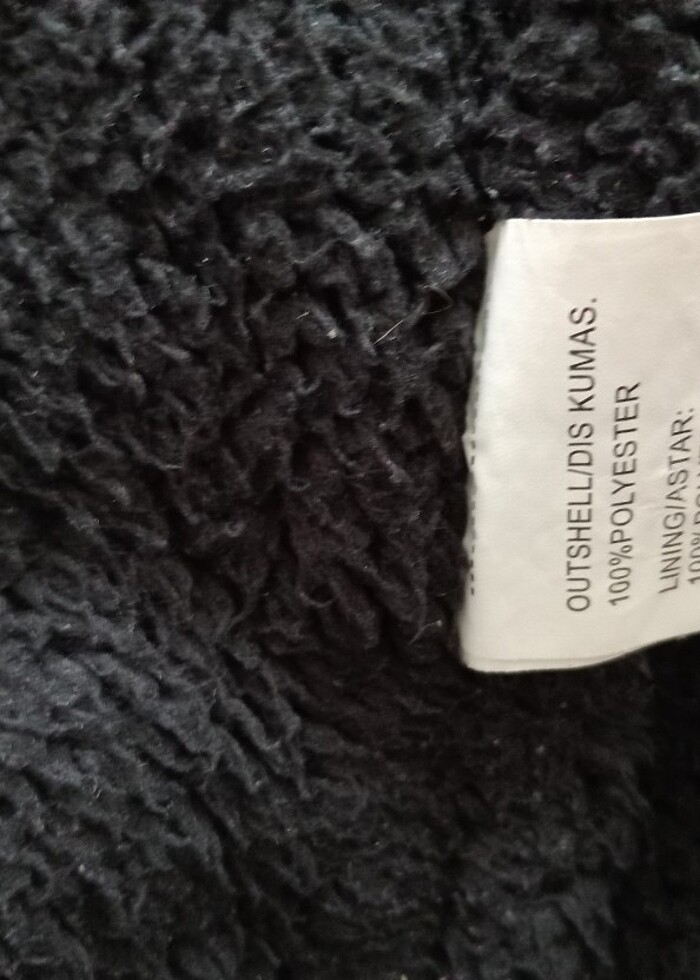 OUTSHELL/DIS KUMAS.
100%POLYESTER
LINING/ASTAR: